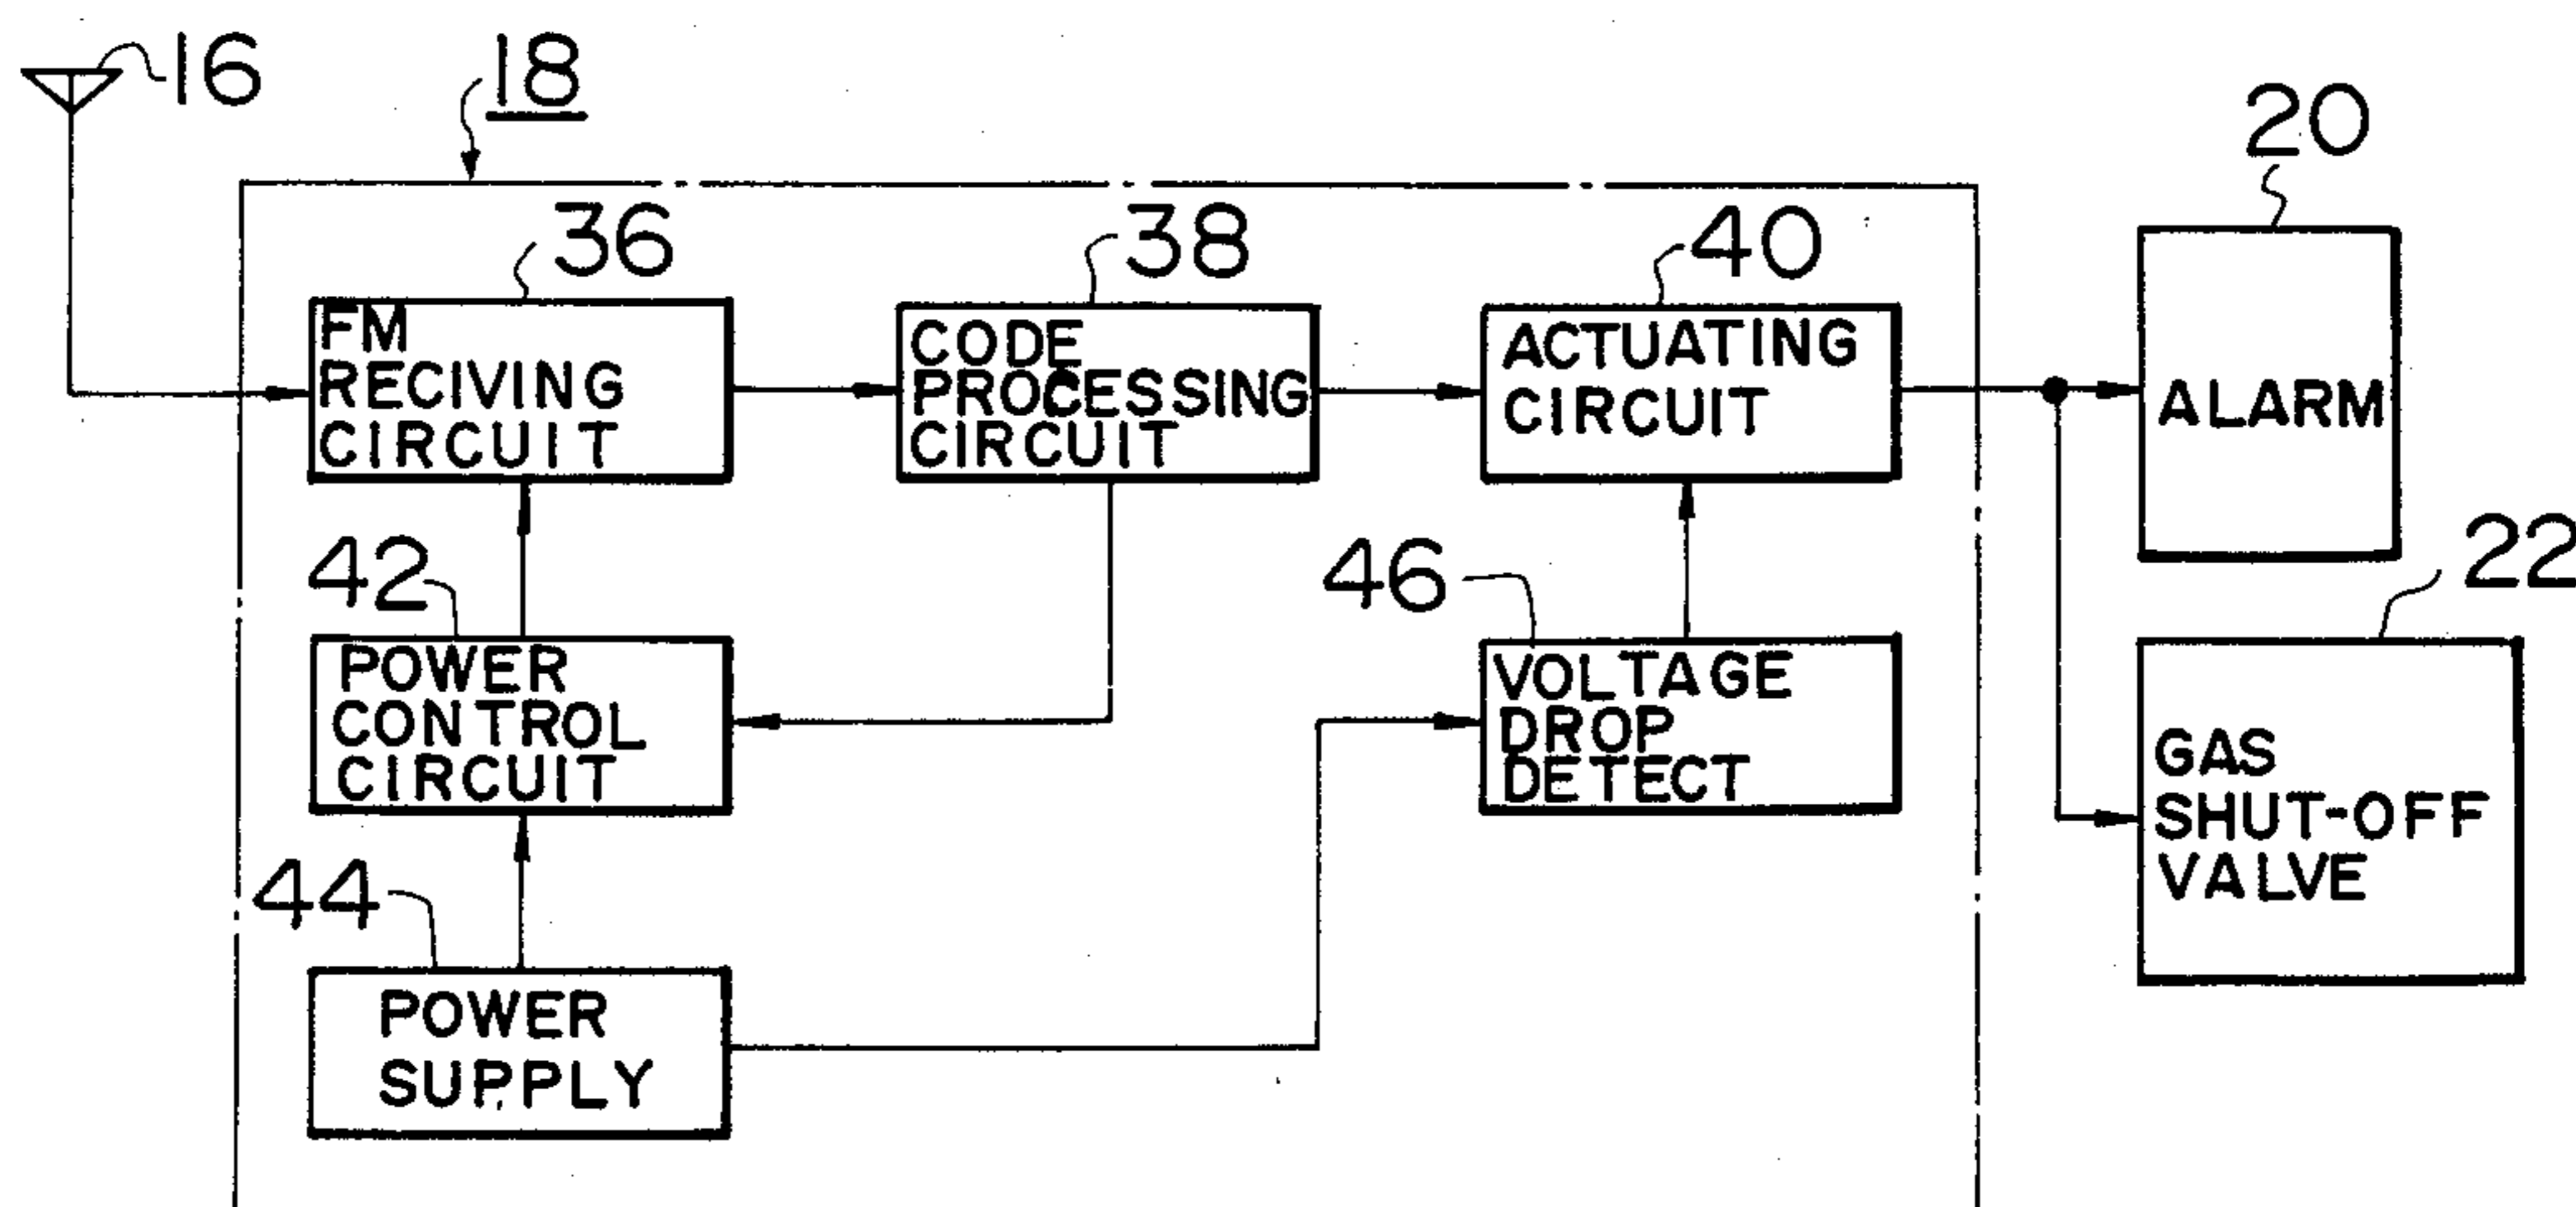 16
18
20
36
38
40
FM
RECIVING
CIRCUIT
CODE
PROCESSING
CIRCUIT
ACTUATING
CIRCUIT
ALARM
42
46
22
POWER
CONTROL
CIRCUIT
VOLTAGE
DROP
DETECT
GAS
SHUT-OFF
VALVE
44
POWER
SUPPLY